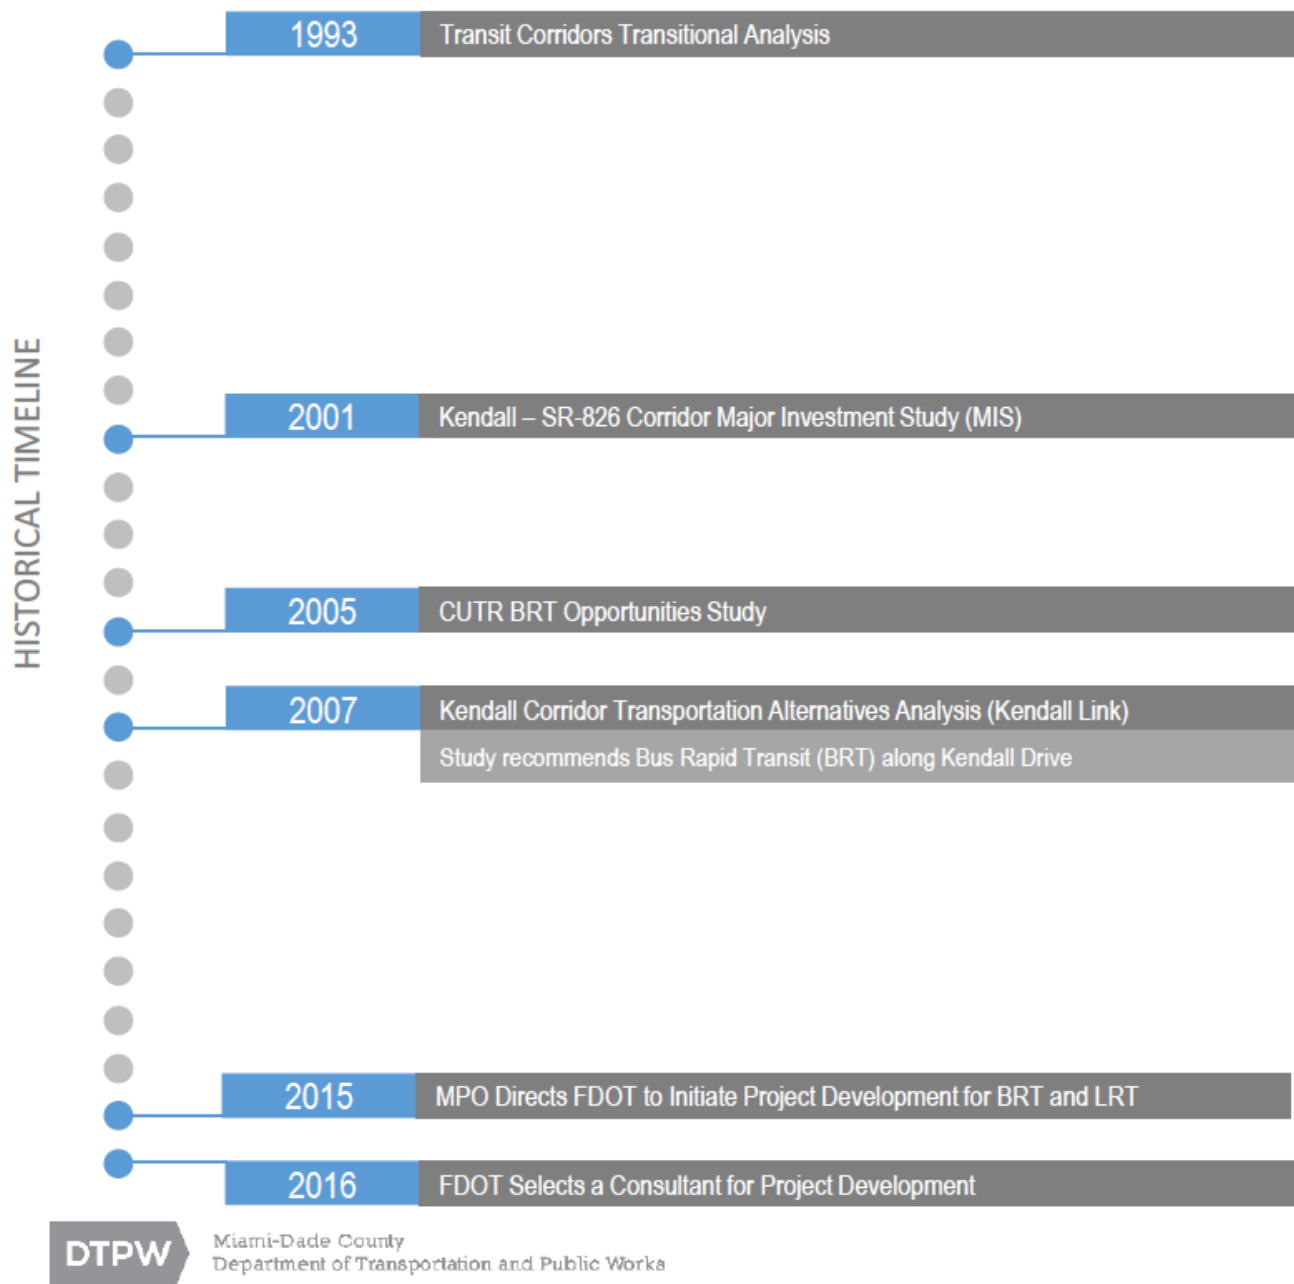 1993
Transit Corridors Transitional Analysis
HISTORICAL TIMELINE
2001
Kendall – SR-826 Corridor Major Investment Study (MIS)
2005
CUTR BRT Opportunities Study
2007
Kendall Corridor Transportation Alternatives Analysis (Kendall Link)
Study recommends Bus Rapid Transit (BRT) along Kendall Drive
2015
MPO Directs FDOT to Initiate Project Development for BRT and LRT
2016
FDOT Selects a Consultant for Project Development
DTPW
Miami-Dade County
Department of Transportation and Public Works